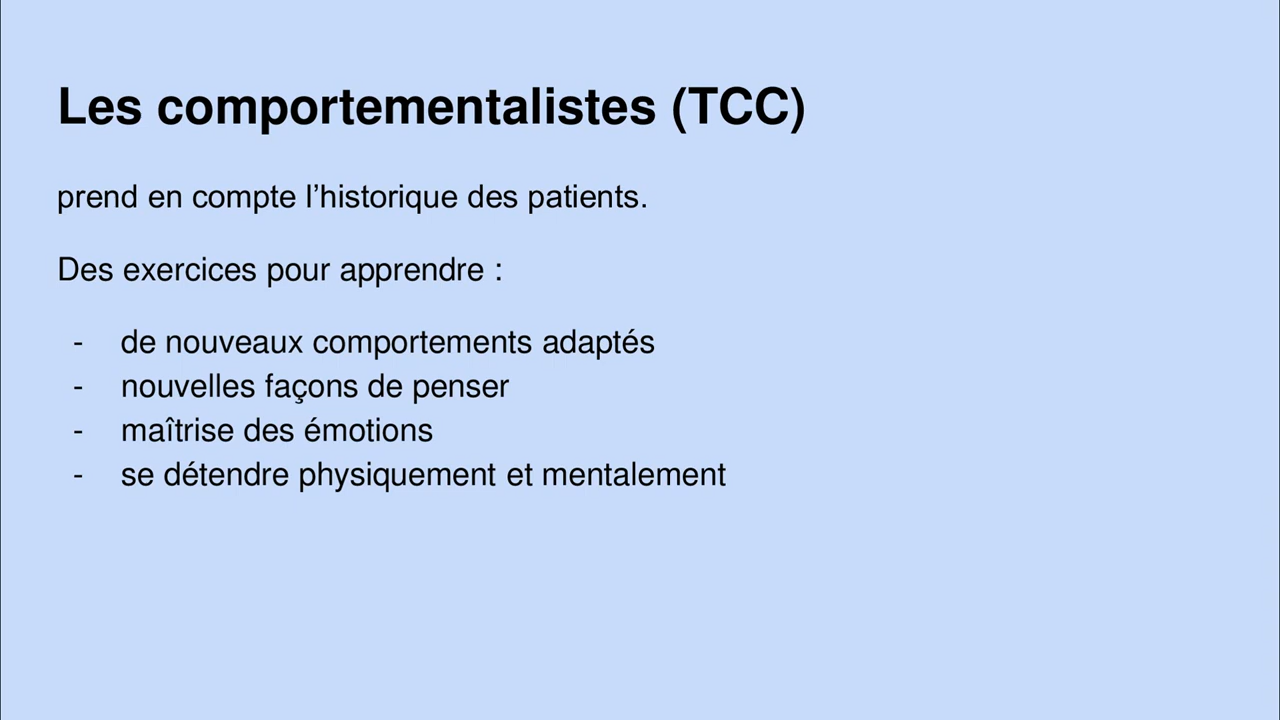 Les comportementalistes (TCC)
prend en compte l’historique des patients.
Des exercices pour apprendre :
- de nouveaux comportements adaptés
- nouvelles façons de penser
- maîtrise des émotions
- se détendre physiquement et mentalement